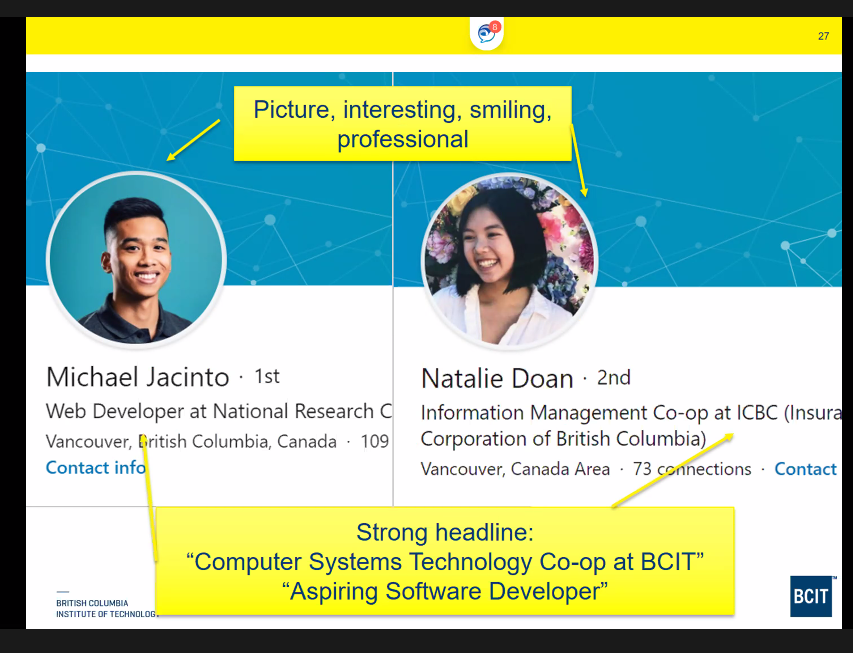 8
27
Picture, interesting, smiling,
professional
Michael Jacinto · 1st
Web Developer at National Research C
Vancouver, British Columbia, Canada · 109
Contact info
Natalie Doan · 2nd
Information Management Co-op at ICBC (Insura
Corporation of British Columbia)
Vancouver, Canada Area · 73 connections · Contact
Strong headline:
“Computer Systems Technology Co-op at BCIT”
“Aspiring Software Developer”
BRITISH COLUMBIA
INSTITUTE OF TECHNOLOGY
BCIT™